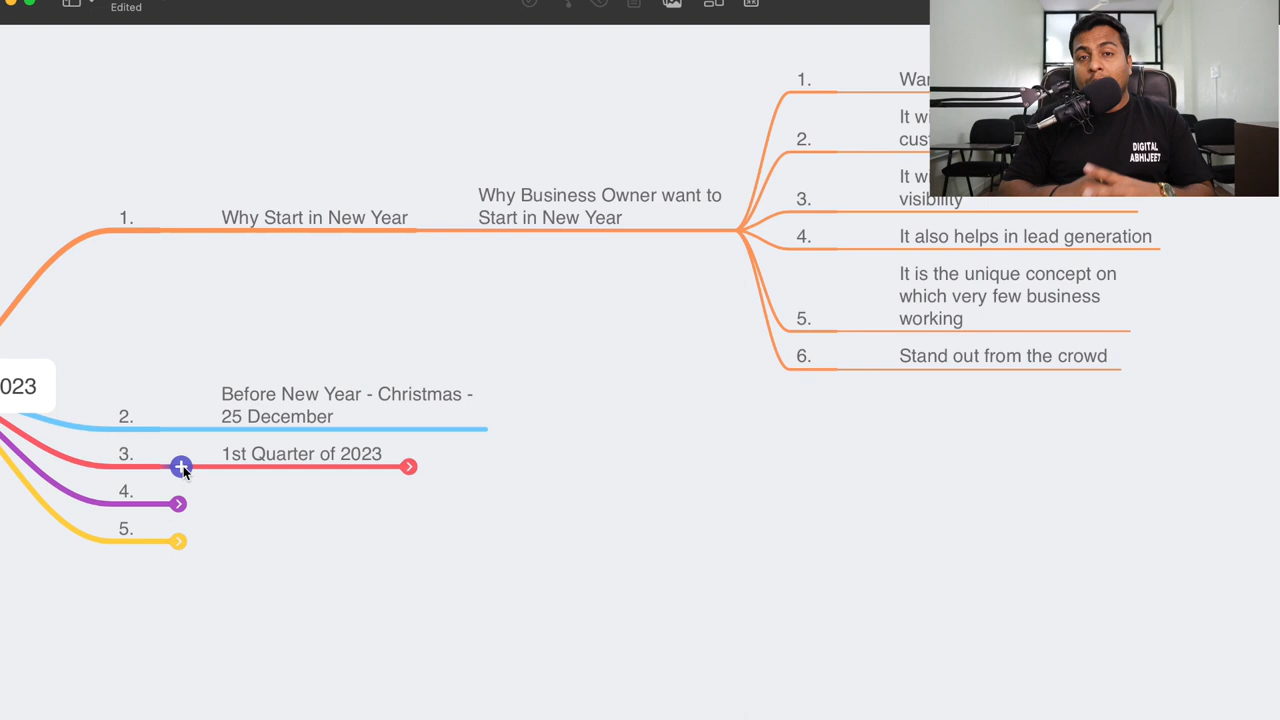 Edited
1.
Why Start in New Year
Why Business Owner want to
Start in New Year
1.
2.
It
3.
It
visibility
4.
It also helps in lead generation
5.
It is the unique concept on
which very few business
working
6.
Stand out from the crowd
DIGITAL
ABHIJEET
023
2.
Before New Year - Christmas -
25 December
3.
1st Quarter of 2023
4.
5.